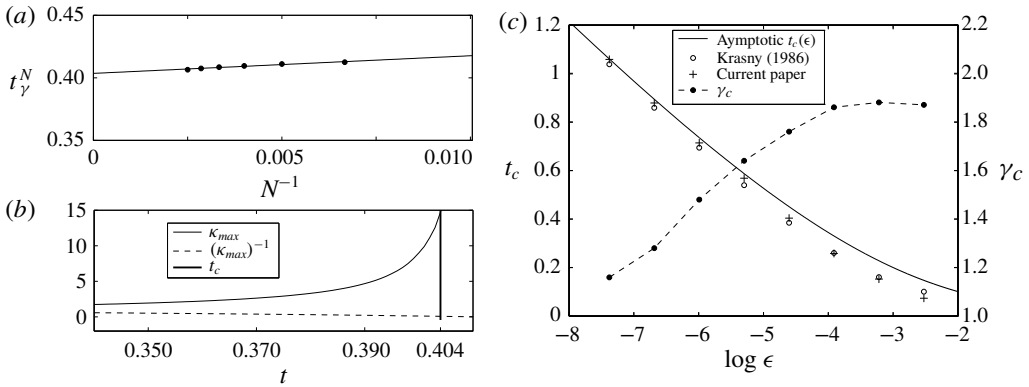 (a)
0.45
0.40
0.35
t_γ^N
0
0.005
0.010
N^{-1}
(b)
15
10
5
0
κ_max
(κ_max)^{-1}
t_c
0.350
0.370
0.390
0.404
t
(c)
1.2
1
0.8
0.6
0.4
0.2
0
t_c
Aymptotic t_c(ϵ)
Krasny (1986)
Current paper
γ_c
2.2
2.0
1.8
1.6
1.4
1.2
1.0
γ_c
−8
−7
−6
−5
−4
−3
−2
log ϵ